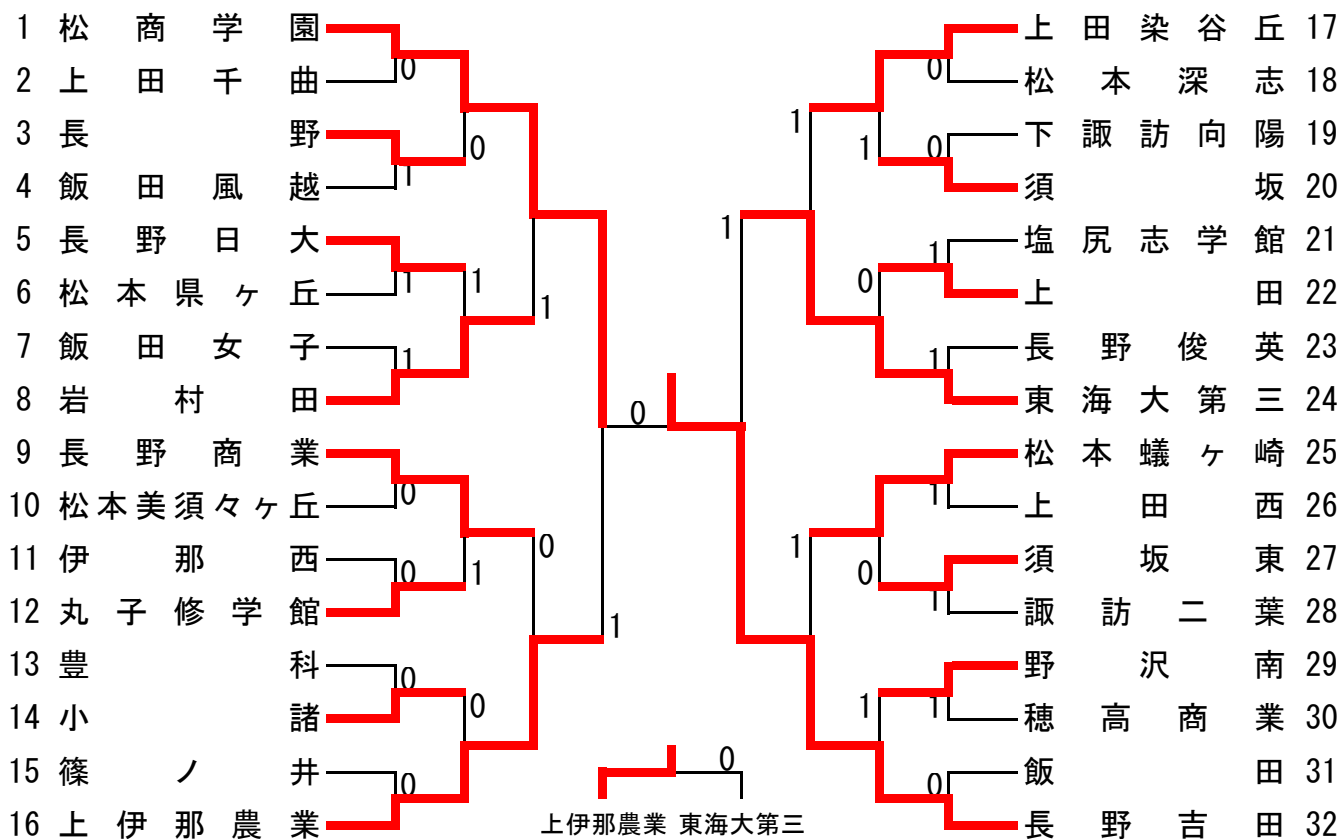 1 松商学園
2 上田千曲
3 長野
4 飯田風越
5 長野日大
6 松本県ヶ丘
7 飯田女子
8 岩村田
9 長野商業
10 松本美須々ヶ丘
11 伊那西
12 丸子修学館
13 豊科
14 小諸
15 篠ノ井
16 上伊那農業
0
1
1
1
0
0
0
0
0
1
1
0
1
1
0
0
上田染谷丘 17
松本深志 18
下諏訪向陽 19
須坂 20
塩尻志学館 21
上田 22
長野俊英 23
東海大第三 24
松本蟻ヶ崎 25
上田西 26
須坂東 27
諏訪二葉 28
野沢南 29
穂高商業 30
飯田 31
長野吉田 32
0
0
1
1
1
1
1
0
1
0
0
1
1
1
1
0
上伊那農業 東海大第三